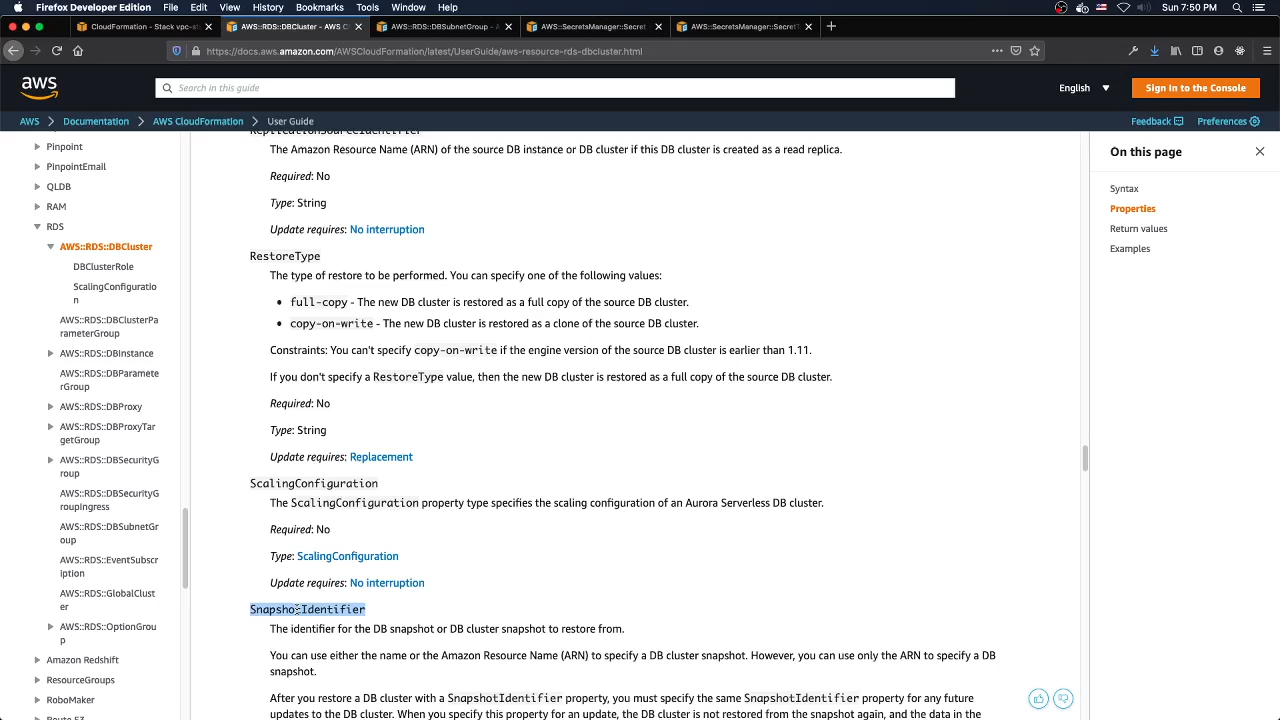 Firefox Developer Edition File Edit View History Bookmarks Tools Window Help
Sun 7:50 PM
CloudFormation - Stack vpc-st
AWS::RDS::DBCluster - AWS C
AWS::RDS::DBSubnetGroup - A
AWS::SecretsManager::Secret
AWS::SecretsManager::SecretT
https://docs.aws.amazon.com/AWSCloudFormation/latest/UserGuide/aws-resource-rds-dbcluster.html
aws
Search in this guide
English
Sign In to the Console
AWS
Documentation
AWS CloudFormation
User Guide
Feedback
Preferences
Pinpoint
PinpointEmail
QLDB
RAM
RDS
AWS::RDS::DBCluster
DBClusterRole
ScalingConfiguratio
n
AWS::RDS::DBClusterPa
rameterGroup
AWS::RDS::DBInstance
AWS::RDS::DBParamete
rGroup
AWS::RDS::DBProxy
AWS::RDS::DBProxyTar
getGroup
AWS::RDS::DBSecurityG
roup
AWS::RDS::DBSecurityG
roupIngress
AWS::RDS::DBSubnetGr
oup
AWS::RDS::EventSubscr
iption
AWS::RDS::GlobalClust
er
AWS::RDS::OptionGrou
p
Amazon Redshift
ResourceGroups
RoboMaker
Route 53
ReplicationSourceIdentifier
The Amazon Resource Name (ARN) of the source DB instance or DB cluster if this DB cluster is created as a read replica.
Required: No
Type: String
Update requires: No interruption
RestoreType
The type of restore to be performed. You can specify one of the following values:
• full-copy - The new DB cluster is restored as a full copy of the source DB cluster.
• copy-on-write - The new DB cluster is restored as a clone of the source DB cluster.
Constraints: You can't specify copy-on-write if the engine version of the source DB cluster is earlier than 1.11.
If you don't specify a RestoreType value, then the new DB cluster is restored as a full copy of the source DB cluster.
Required: No
Type: String
Update requires: Replacement
ScalingConfiguration
The ScalingConfiguration property type specifies the scaling configuration of an Aurora Serverless DB cluster.
Required: No
Type: ScalingConfiguration
Update requires: No interruption
SnapshotIdentifier
The identifier for the DB snapshot or DB cluster snapshot to restore from.
You can use either the name or the Amazon Resource Name (ARN) to specify a DB cluster snapshot. However, you can use only the ARN to specify a DB
snapshot.
After you restore a DB cluster with a SnapshotIdentifier property, you must specify the same SnapshotIdentifier property for any future
updates to the DB cluster. When you specify this property for an update, the DB cluster is not restored from the snapshot again, and the data in the
On this page
Syntax
Properties
Return values
Examples